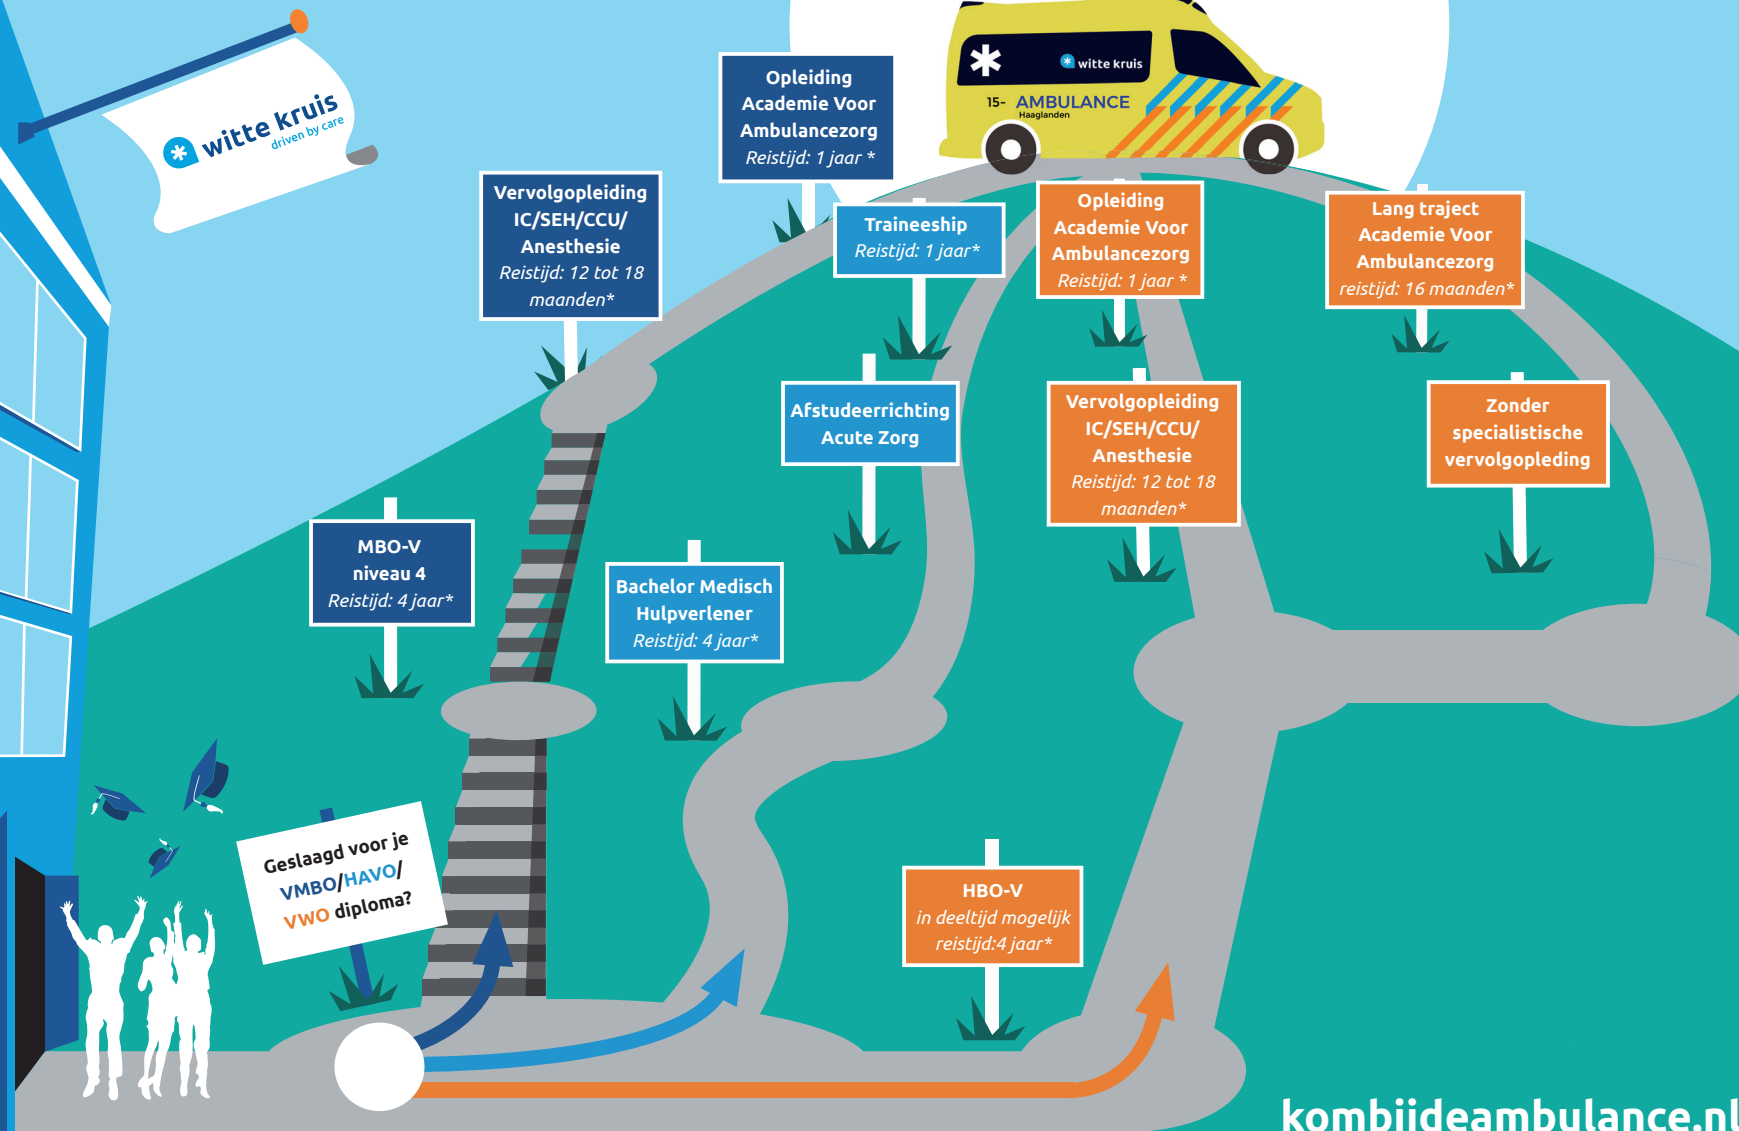 witte kruis
driven by care
Opleiding
Academie Voor
Ambulancezorg
Reistijd: 1 jaar *
witte kruis
15- AMBULANCE
Haaglanden
Vervolgopleiding
IC/SEH/CCU/
Anesthesie
Reistijd: 12 tot 18
maanden*
Traineeship
Reistijd: 1 jaar*
Opleiding
Academie Voor
Ambulancezorg
Reistijd: 1 jaar *
Lang traject
Academie Voor
Ambulancezorg
reistijd: 16 maanden*
Afstudeerrichting
Acute Zorg
Vervolgopleiding
IC/SEH/CCU/
Anesthesie
Reistijd: 12 tot 18
maanden*
Zonder
specialistische
vervolgopleding
MBO-V
niveau 4
Reistijd: 4 jaar*
Bachelor Medisch
Hulpverlener
Reistijd: 4 jaar*
Geslaagd voor je
VMBO/HAVO/
VWO diploma?
HBO-V
in deeltijd mogelijk
reistijd:4 jaar*
kombijdeambulance.nl